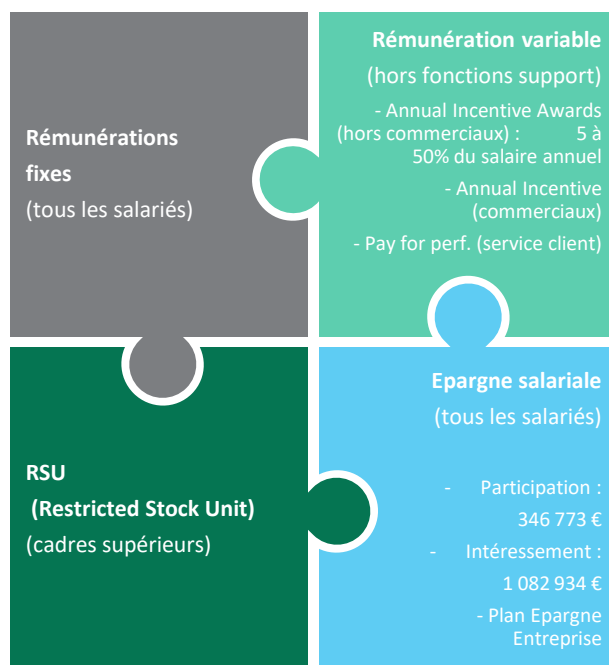 Rémunérations
fixes
(tous les salariés)
Rémunération variable
(hors fonctions support)
- Annual Incentive Awards
(hors commerciaux) : 5 à
50% du salaire annuel
- Annual Incentive
(commerciaux)
- Pay for perf. (service client)
RSU
(Restricted Stock Unit)
(cadres supérieurs)
Epargne salariale
(tous les salariés)
- Participation :
346 773 €
- Intéressement :
1 082 934 €
- Plan Epargne
Entreprise